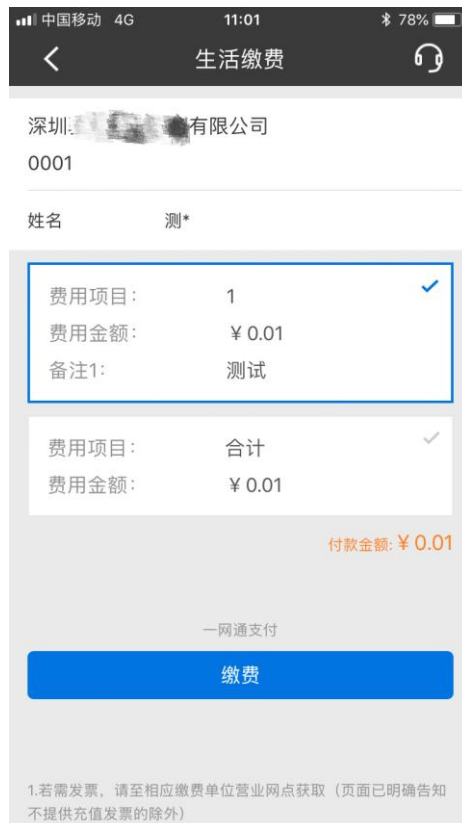 中国移动 4G 11:01 78%
生活缴费
深圳 有限公司
0001
姓名 测*
费用项目: 1
费用金额: ¥ 0.01
备注1: 测试
费用项目: 合计
费用金额: ¥ 0.01
付款金额:¥ 0.01
一网通支付
缴费
1.若需发票，请至相应缴费单位营业网点获取（页面已明确告知
不提供充值发票的除外）